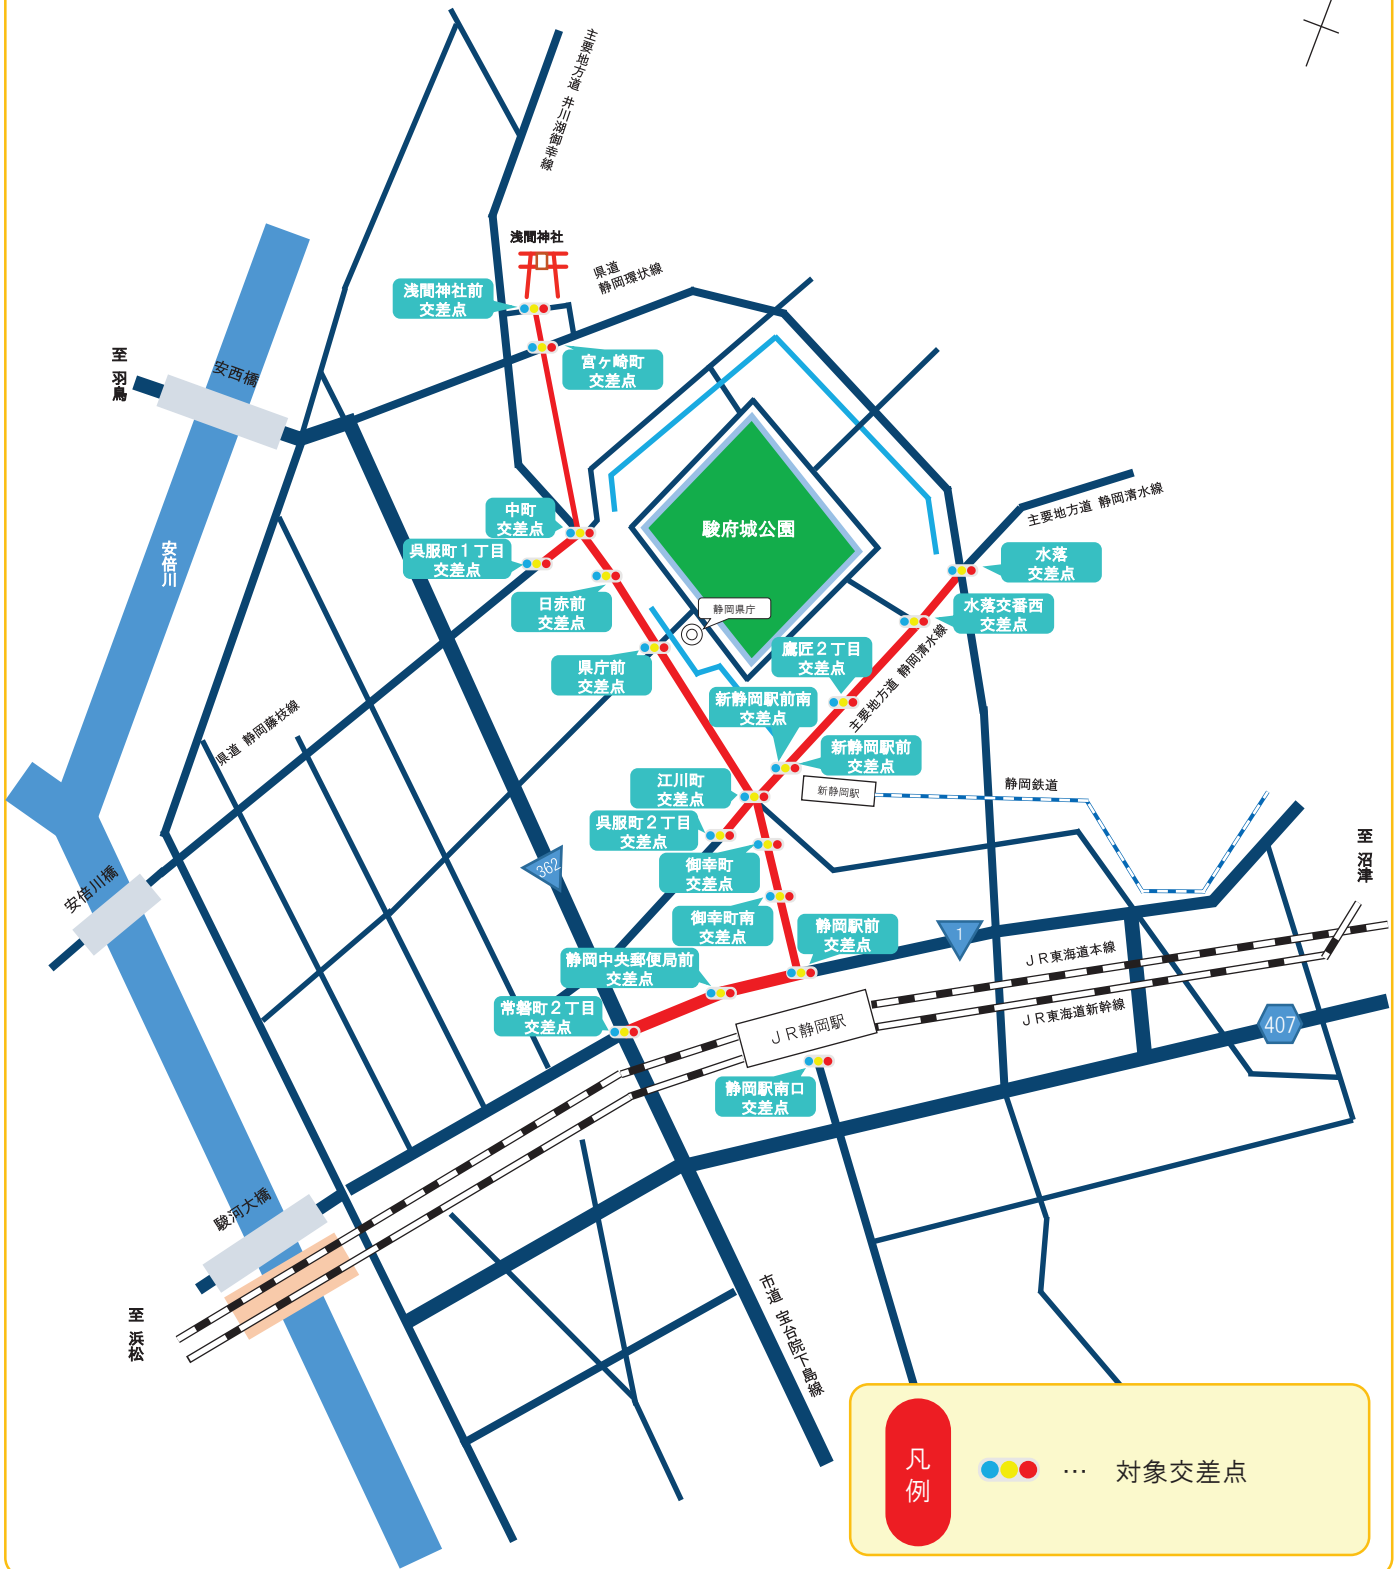 主要地方道 井川湖御幸線
浅間神社
県道
静岡環状線
浅間神社前
交差点
宮ヶ崎町
交差点
至 羽鳥
安西橋
中町
交差点
呉服町1丁目
交差点
駿府城公園
主要地方道 静岡清水線
水落
交差点
安倍川
日赤前
交差点
静岡県庁
水落交番西
交差点
県庁前
交差点
鷹匠2丁目
交差点
主要地方道 静岡清水線
新静岡駅前南
交差点
県道 静岡藤枝線
新静岡駅前
交差点
江川町
交差点
新静岡駅
静岡鉄道
呉服町2丁目
交差点
至 沼津
362
御幸町
交差点
安倍川橋
御幸町南
交差点
静岡駅前
交差点
1
静岡中央郵便局前
交差点
JR東海道本線
常磐町2丁目
交差点
JR静岡駅
JR東海道新幹線
407
静岡駅南口
交差点
駿河大橋
至 浜松
市道 宝台院下島線
凡例
… 対象交差点